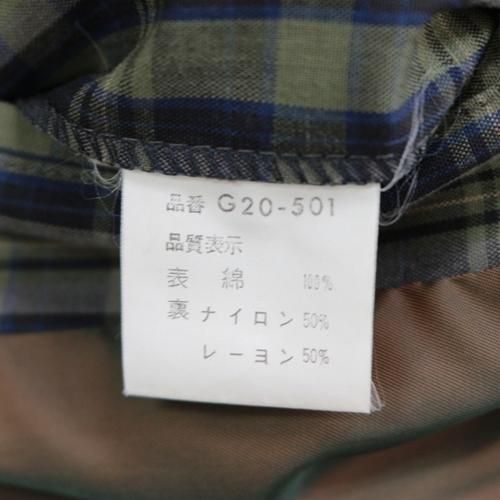 品番 G20-501
品質表示
表 綿 100%
裏 ナイロン 50%
レーヨン 50%